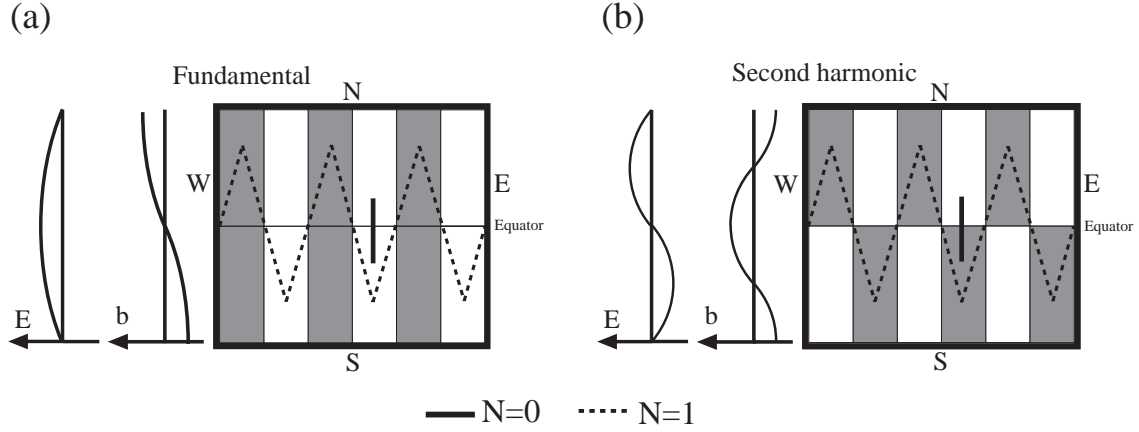 (a)
Fundamental
N
W
E
Equator
E
b
S
(b)
Second harmonic
N
W
E
Equator
E
b
S
N=0 N=1